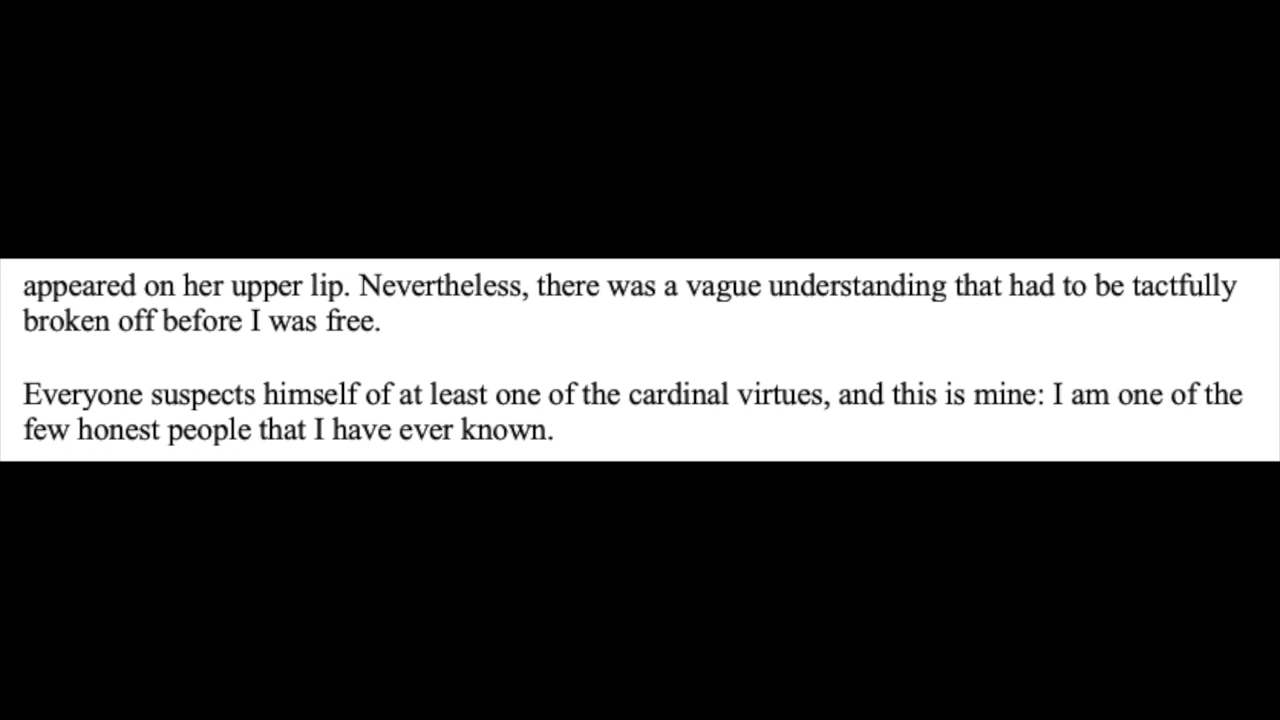 appeared on her upper lip. Nevertheless, there was a vague understanding that had to be tactfully
broken off before I was free.
Everyone suspects himself of at least one of the cardinal virtues, and this is mine: I am one of the
few honest people that I have ever known.